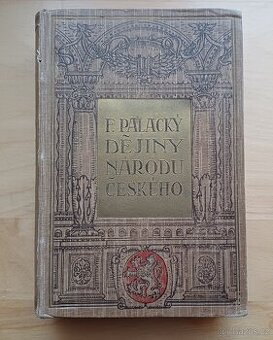 F. PALACKÝ
DĚJINY
NÁRODU
ČESKÉHO